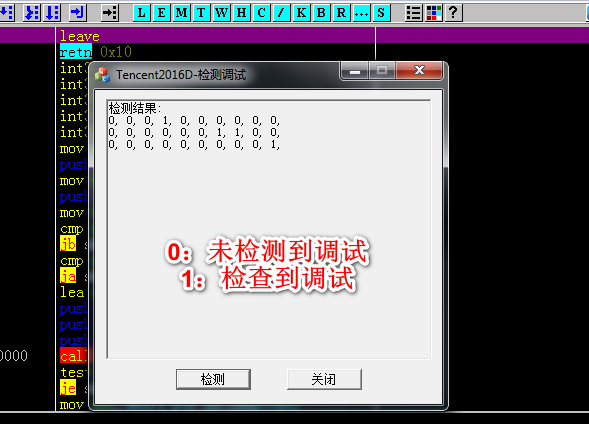 L E M T W H C / K B R ... S
leave
retn 0x10
Tencent2016D-检测调试
检测结果:
0, 0, 0, 1, 0, 0, 0, 0, 0, 0,
0, 0, 0, 0, 0, 0, 1, 1, 0, 0,
0, 0, 0, 0, 0, 0, 0, 0, 0, 1,
0：未检测到调试
1：检查到调试
检测
关闭
int3
int3
int3
int3
int3
mov
push
mov
push
mov
cmp
jb
cmp
ja
lea
push
push
push
0000
call
test
je
mov